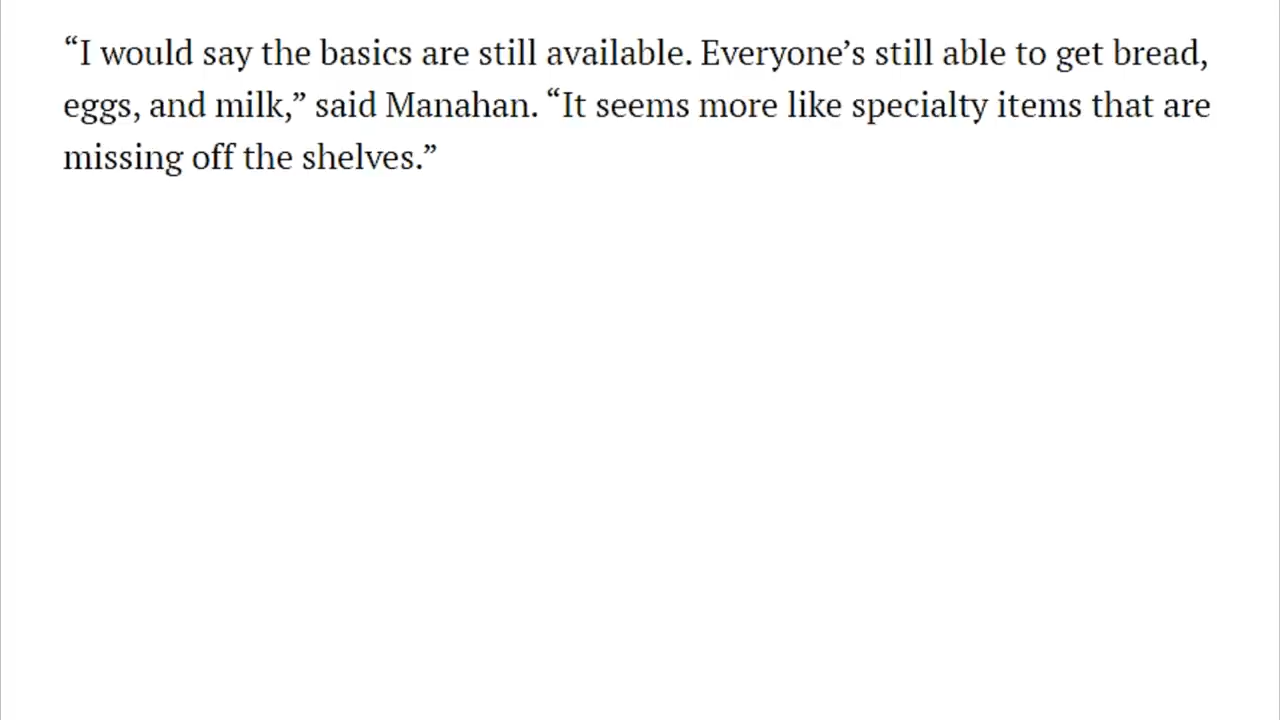 “I would say the basics are still available. Everyone’s still able to get bread,
eggs, and milk,” said Manahan. “It seems more like specialty items that are
missing off the shelves.”